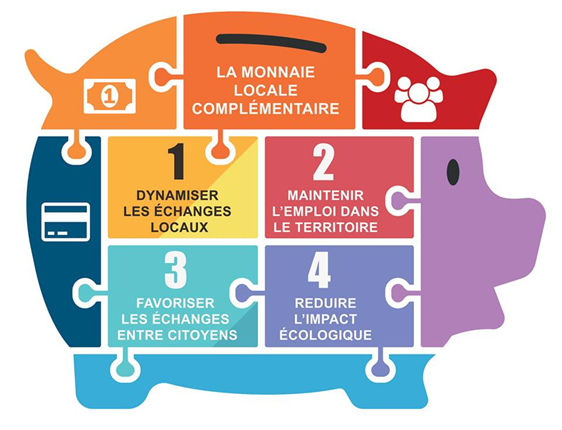 LA MONNAIE
LOCALE
COMPLÉMENTAIRE
1
1
DYNAMISER
LES ÉCHANGES
LOCAUX
2
MAINTENIR
L'EMPLOI DANS
LE TERRITOIRE
3
FAVORISER
LES ÉCHANGES
ENTRE CITOYENS
4
REDUIRE
L'IMPACT
ÉCOLOGIQUE